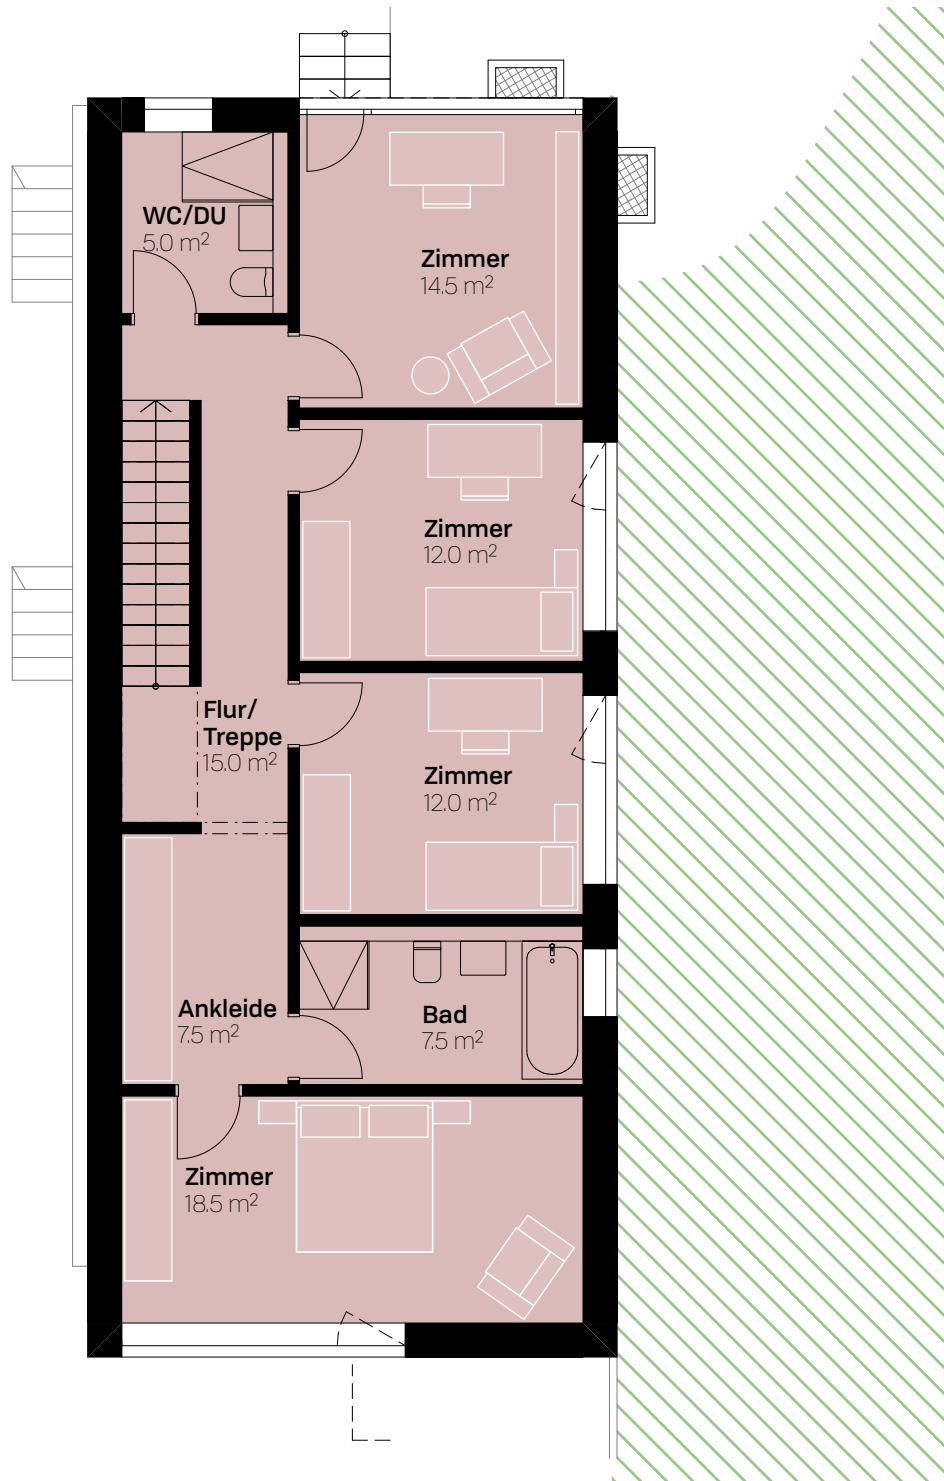 WC/DU
5.0 m²
Zimmer
14.5 m²
Zimmer
12.0 m²
Flur/
Treppe
15.0 m²
Zimmer
12.0 m²
Ankleide
7.5 m²
Bad
7.5 m²
Zimmer
18.5 m²